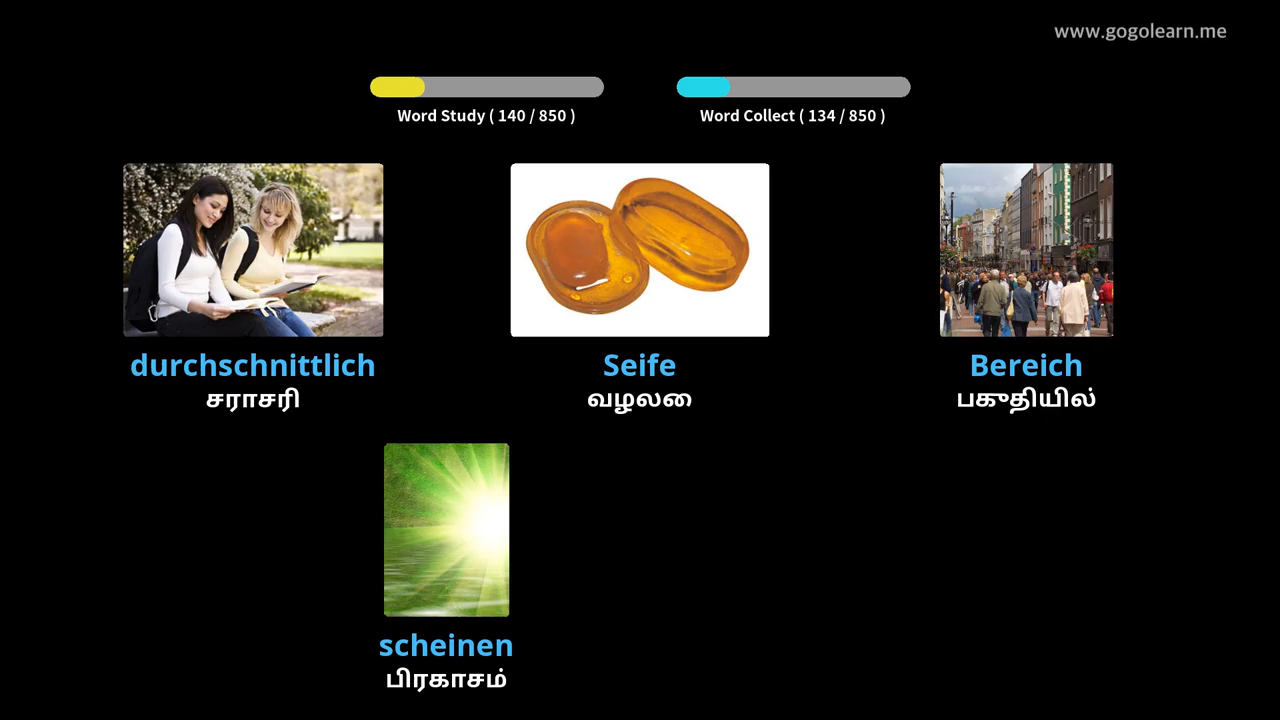 www.gogolearn.me
Word Study ( 140 / 850 )
Word Collect ( 134 / 850 )
durchschnittlich
சராசரி
Seife
வழலை
Bereich
பகுதியில்
scheinen
பிரகாசம்